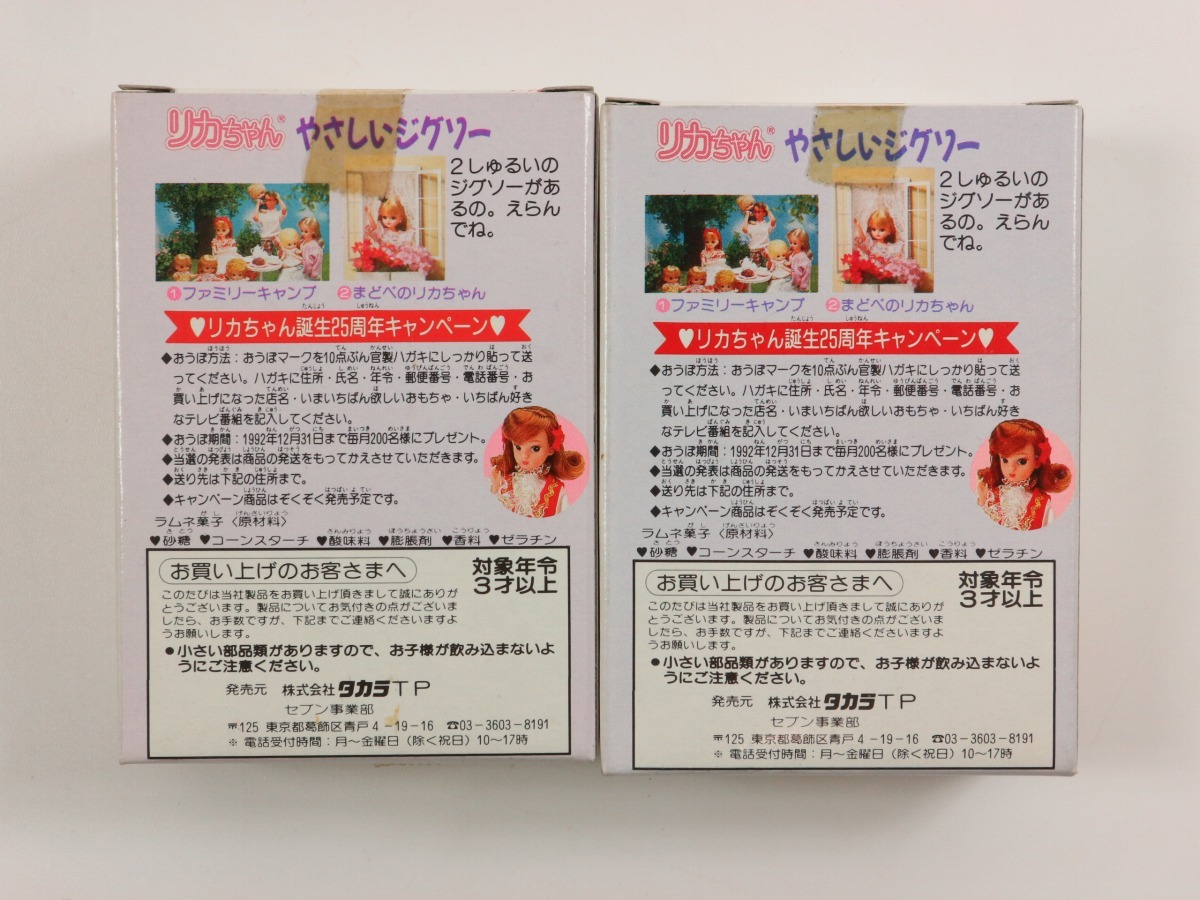 リカちゃん® やさしいジグソー
2しゅるいの
ジグソーがあ
るの。えらん
でね。
①ファミリーキャンプ ②まどべのリカちゃん
♥リカちゃん誕生25周年キャンペーン♥
◆おうぼ方法：おうぼマークを10点ぶん官製ハガキにしっかり貼って送
ってください。ハガキに住所・氏名・年令・郵便番号・電話番号・お
買い上げになった店名・いまいちばん欲しいおもちゃ・いちばん好き
なテレビ番組を記入してください。
◆おうぼ期間：1992年12月31日まで毎月200名様にプレゼント。
◆当選の発表は商品の発送をもってかえさせていただきます。
◆送り先は下記の住所まで。
◆キャンペーン商品はぞくぞく発売予定です。
ラムネ菓子〈原材料〉
♥砂糖 ♥コーンスターチ ♥酸味料 ♥膨脹剤 ♥香料 ♥ゼラチン
お買い上げのお客さまへ
対象年令
3才以上
このたびは当社製品をお買い上げ頂きまして誠にありが
とうございます。製品についてお気付きの点がございま
したら、お手数ですが、下記までご連絡くださいますよ
うお願いします。
●小さい部品類がありますので、お子様が飲み込まないよ
うにご注意ください。
発売元 株式会社タカラTP
セブン事業部
〒125 東京都葛飾区青戸4-19-16 ☎03-3603-8191
※ 電話受付時間：月～金曜日（除く祝日）10～17時
リカちゃん® やさしいジグソー
2しゅるいの
ジグソーがあ
るの。えらん
でね。
①ファミリーキャンプ ②まどべのリカちゃん
♥リカちゃん誕生25周年キャンペーン♥
◆おうぼ方法：おうぼマークを10点ぶん官製ハガキにしっかり貼って送
ってください。ハガキに住所・氏名・年令・郵便番号・電話番号・お
買い上げになった店名・いまいちばん欲しいおもちゃ・いちばん好き
なテレビ番組を記入してください。
◆おうぼ期間：1992年12月31日まで毎月200名様にプレゼント。
◆当選の発表は商品の発送をもってかえさせていただきます。
◆送り先は下記の住所まで。
◆キャンペーン商品はぞくぞく発売予定です。
ラムネ菓子〈原材料〉
♥砂糖 ♥コーンスターチ ♥酸味料 ♥膨脹剤 ♥香料 ♥ゼラチン
お買い上げのお客さまへ
対象年令
3才以上
このたびは当社製品をお買い上げ頂きまして誠にありが
とうございます。製品についてお気付きの点がございま
したら、お手数ですが、下記までご連絡くださいますよ
うお願いします。
●小さい部品類がありますので、お子様が飲み込まないよ
うにご注意ください。
発売元 株式会社タカラTP
セブン事業部
〒125 東京都葛飾区青戸4-19-16 ☎03-3603-8191
※ 電話受付時間：月～金曜日（除く祝日）10～17時